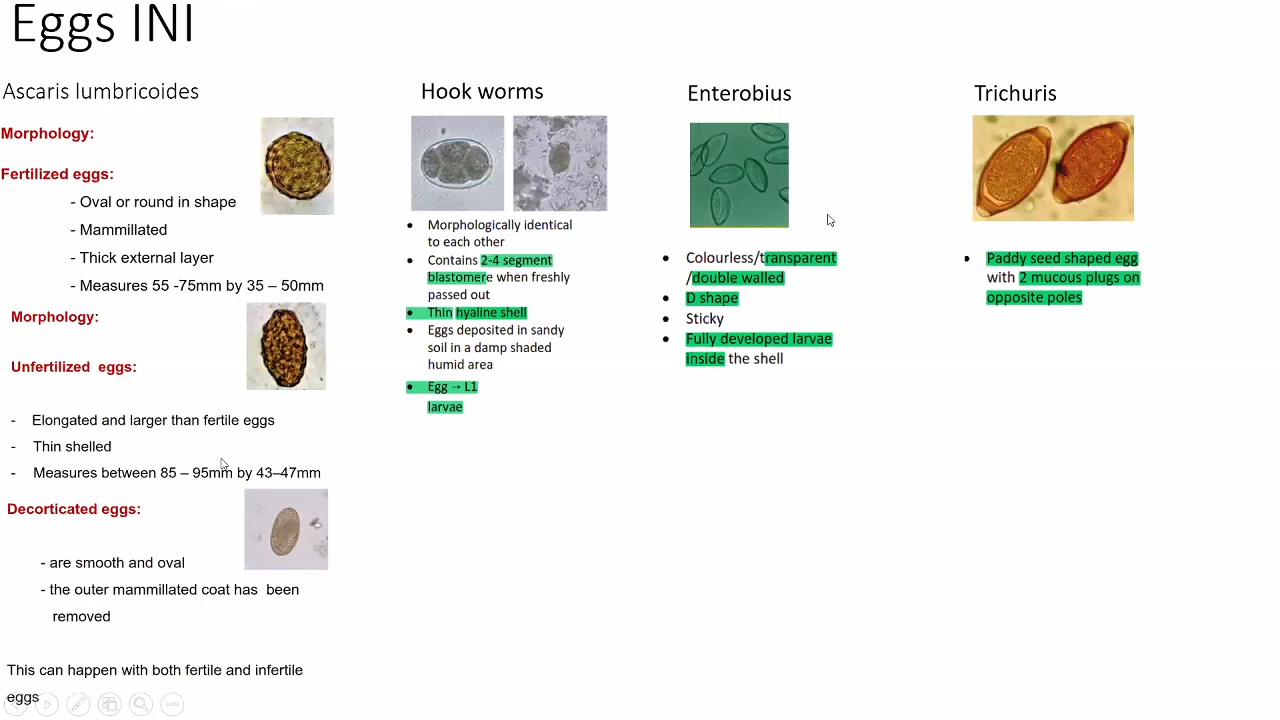 Eggs INI
Ascaris lumbricoides
Morphology:
Fertilized eggs:
- Oval or round in shape
- Mammillated
- Thick external layer
- Measures 55 -75mm by 35 – 50mm
Morphology:
Unfertilized eggs:
- Elongated and larger than fertile eggs
- Thin shelled
- Measures between 85 – 95mm by 43–47mm
Decorticated eggs:
- are smooth and oval
- the outer mammillated coat has been
removed
This can happen with both fertile and infertile
eggs
Hook worms
• Morphologically identical
to each other
• Contains 2-4 segment
blastomere when freshly
passed out
• Thin hyaline shell
• Eggs deposited in sandy
soil in a damp shaded
humid area
• Egg → L1
larvae
Enterobius
• Colourless/transparent
/double walled
• D shape
• Sticky
• Fully developed larvae
inside the shell
Trichuris
• Paddy seed shaped egg
with 2 mucous plugs on
opposite poles